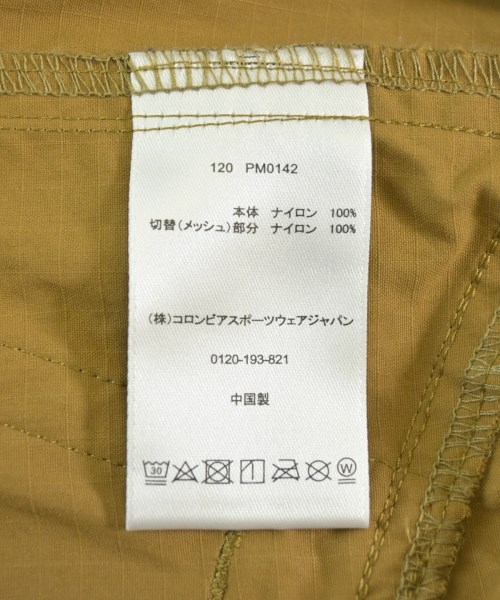 120 PM0142
本体 ナイロン 100%
切替(メッシュ)部分 ナイロン 100%
(株)コロンビアスポーツウェアジャパン
0120-193-821
中国製
30 W